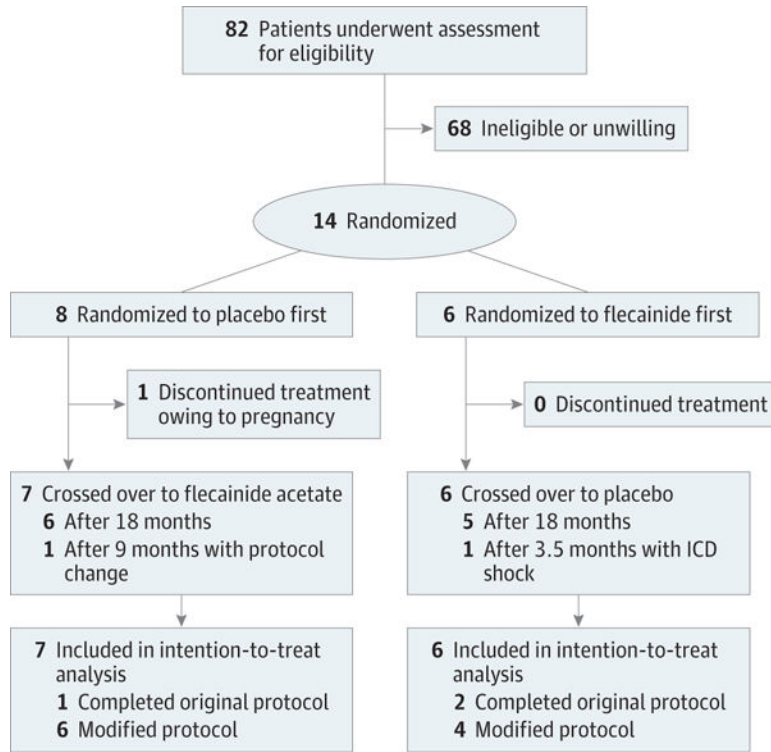 82 Patients underwent assessment
for eligibility
68 Ineligible or unwilling
14 Randomized
8 Randomized to placebo first
6 Randomized to flecainide first
1 Discontinued treatment
owing to pregnancy
0 Discontinued treatment
7 Crossed over to flecainide acetate
6 After 18 months
1 After 9 months with protocol
change
6 Crossed over to placebo
5 After 18 months
1 After 3.5 months with ICD
shock
7 Included in intention-to-treat
analysis
1 Completed original protocol
6 Modified protocol
6 Included in intention-to-treat
analysis
2 Completed original protocol
4 Modified protocol